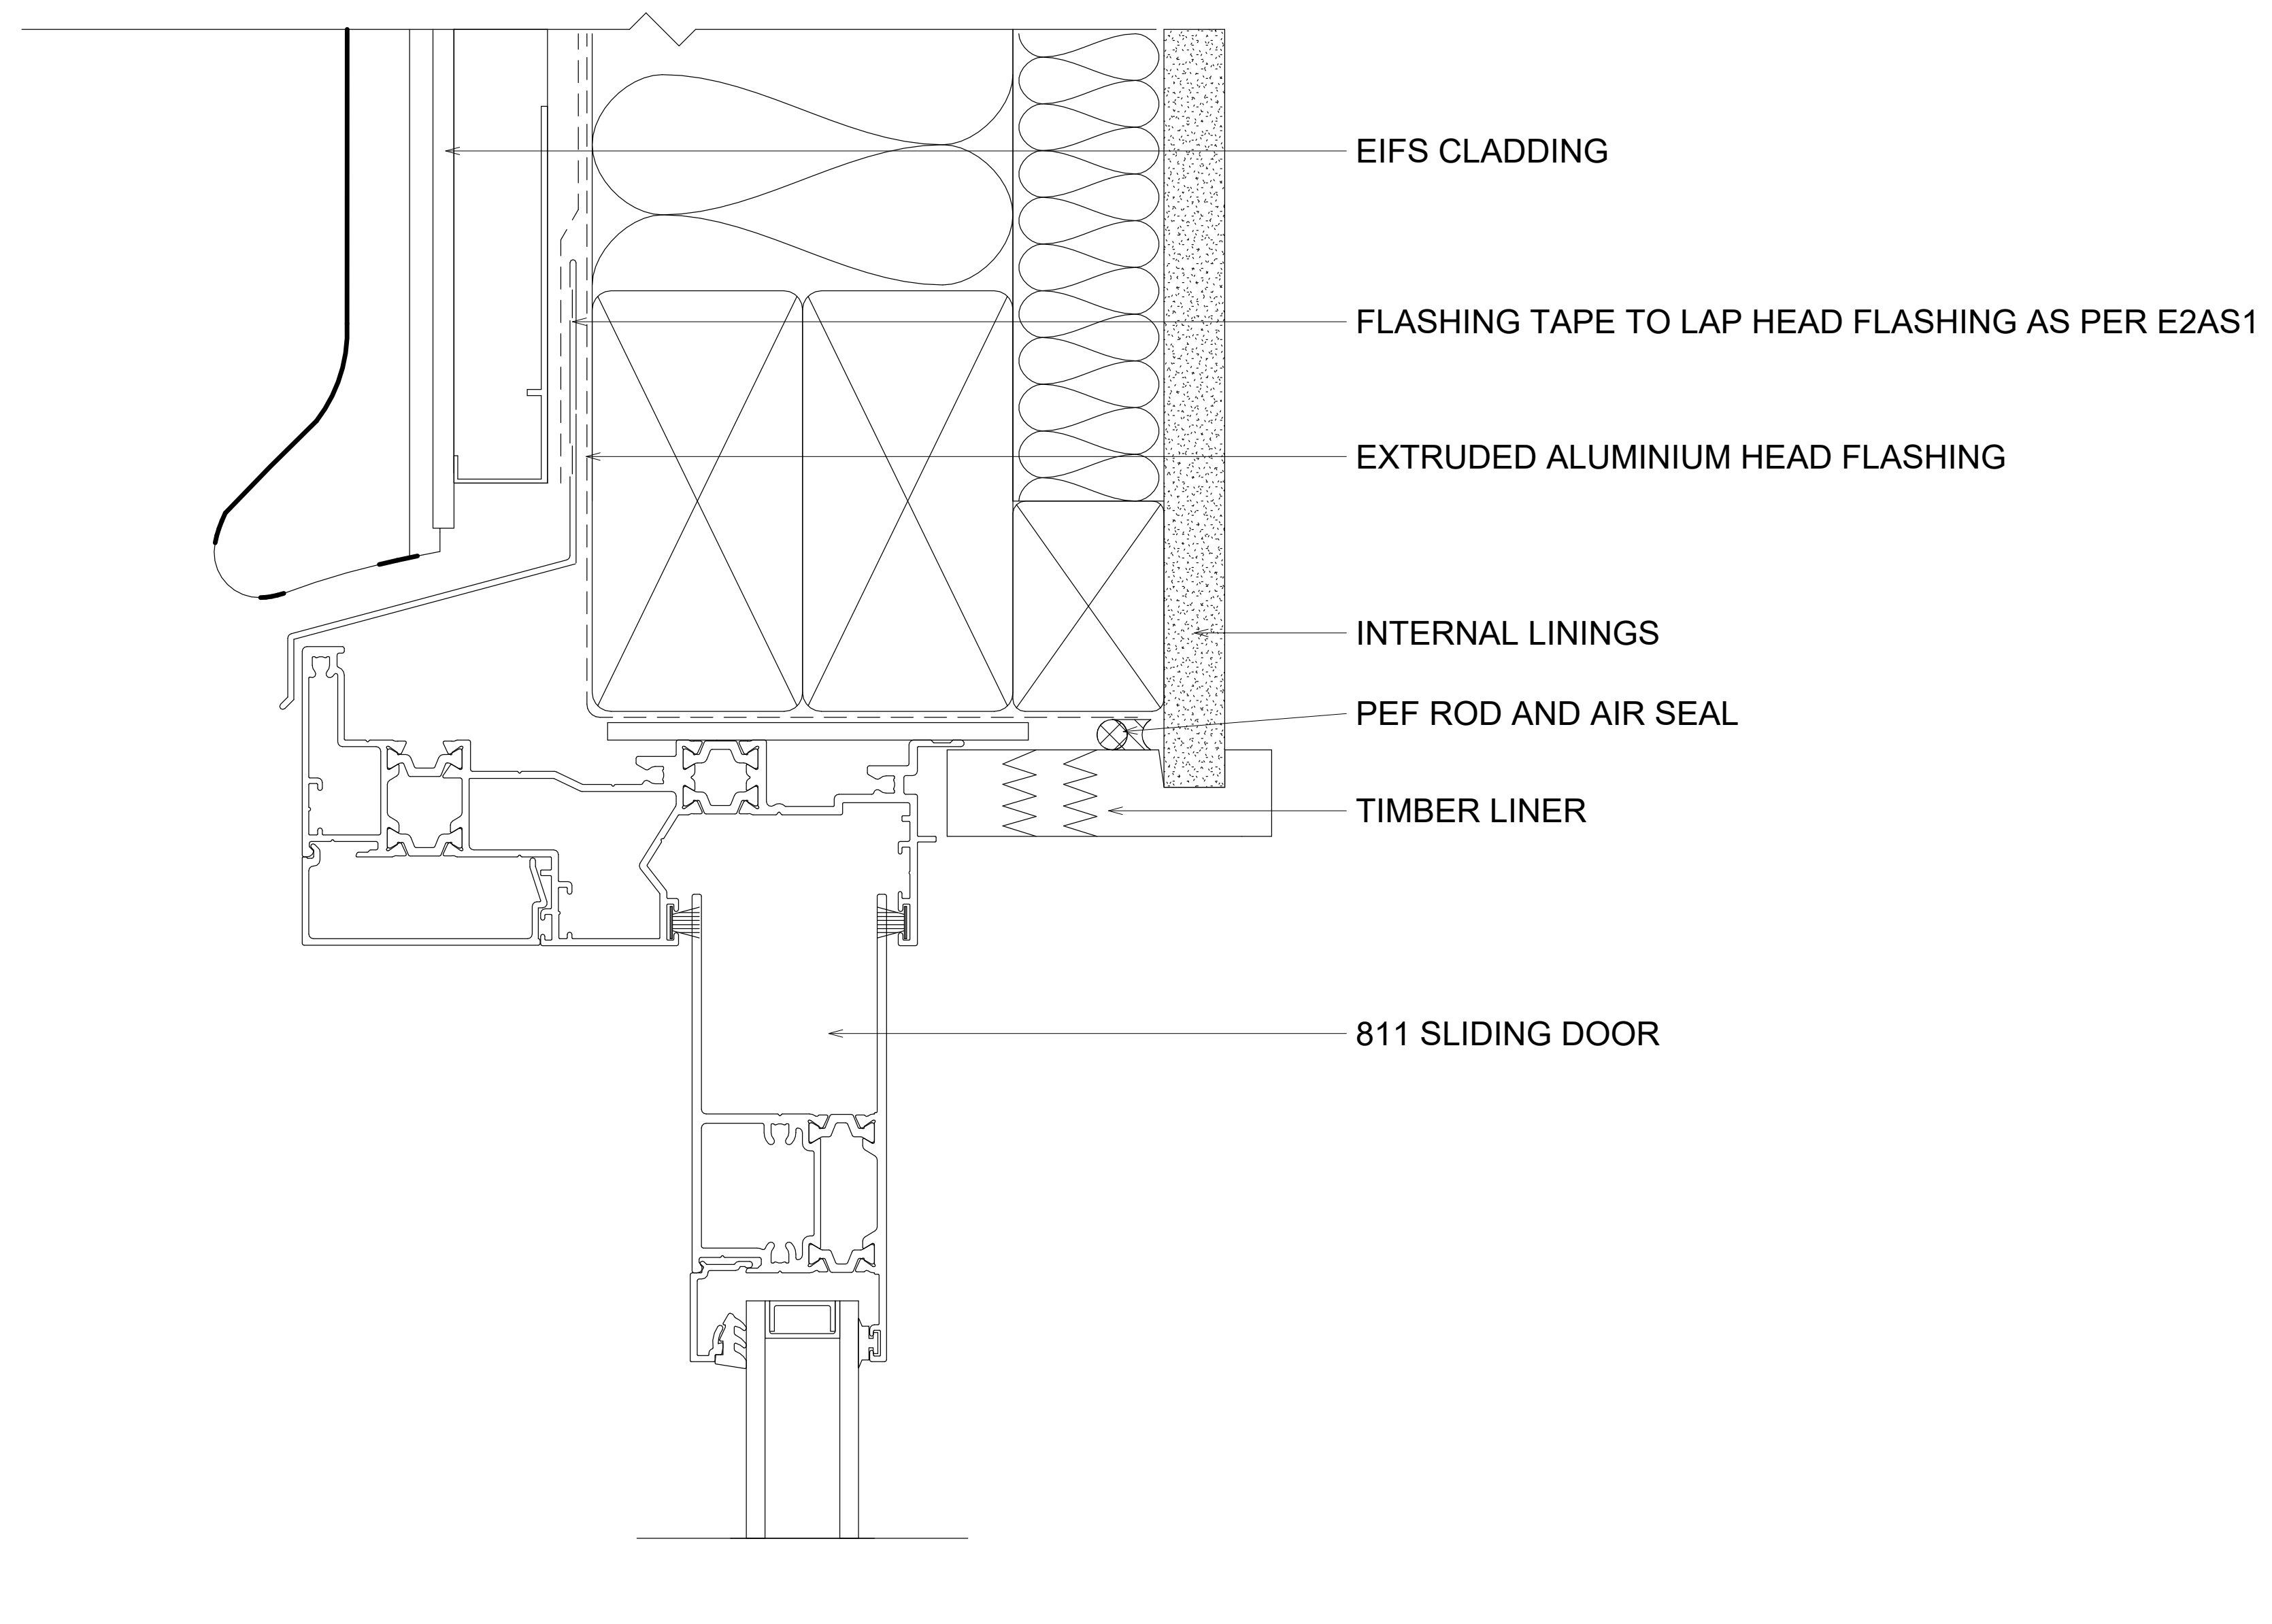 EIFS CLADDING
FLASHING TAPE TO LAP HEAD FLASHING AS PER E2AS1
EXTRUDED ALUMINIUM HEAD FLASHING
INTERNAL LININGS
PEF ROD AND AIR SEAL
TIMBER LINER
811 SLIDING DOOR